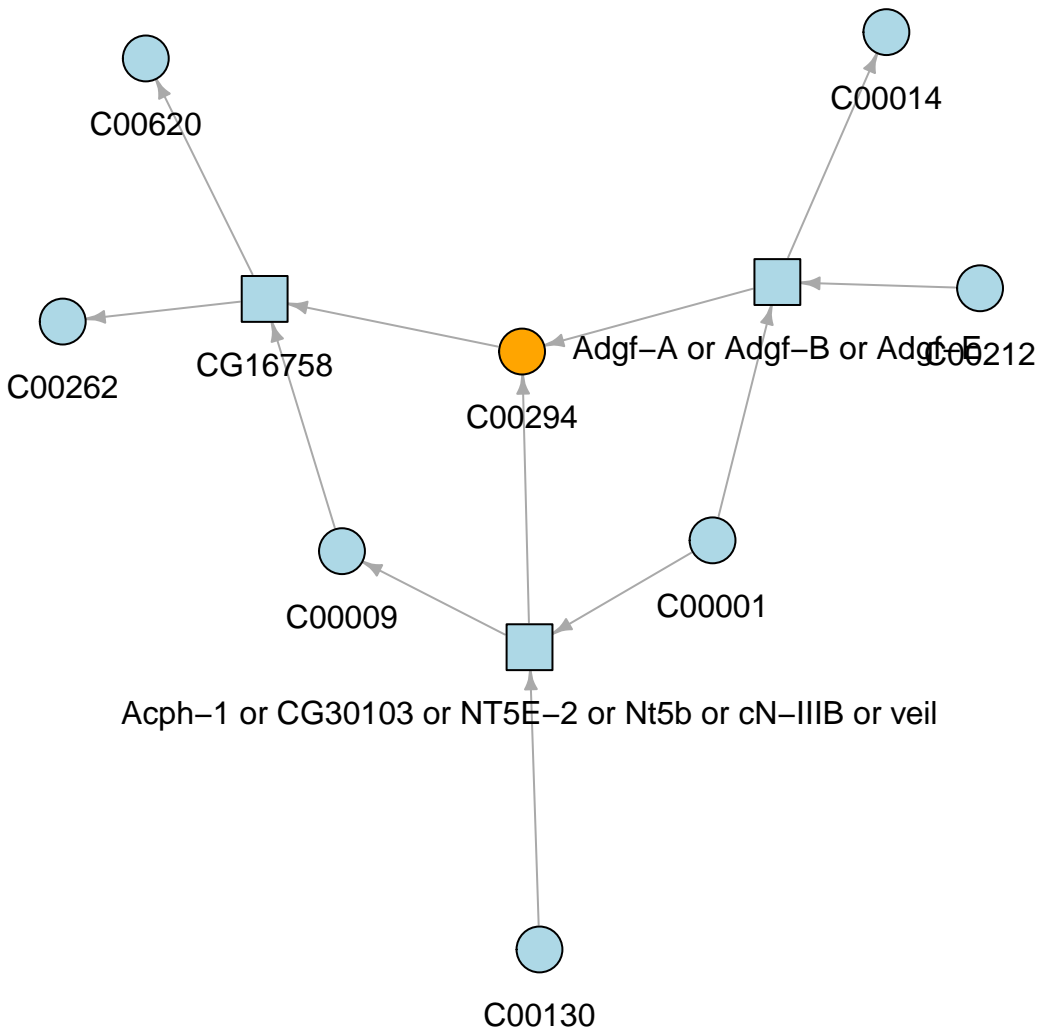 C00014
C00620
Adgf−A or Adgf−B or Adgf−E
C00212
CG16758
C00262
C00294
C00001
C00009
Acph−1 or CG30103 or NT5E−2 or Nt5b or cN−IIIB or veil
C00130